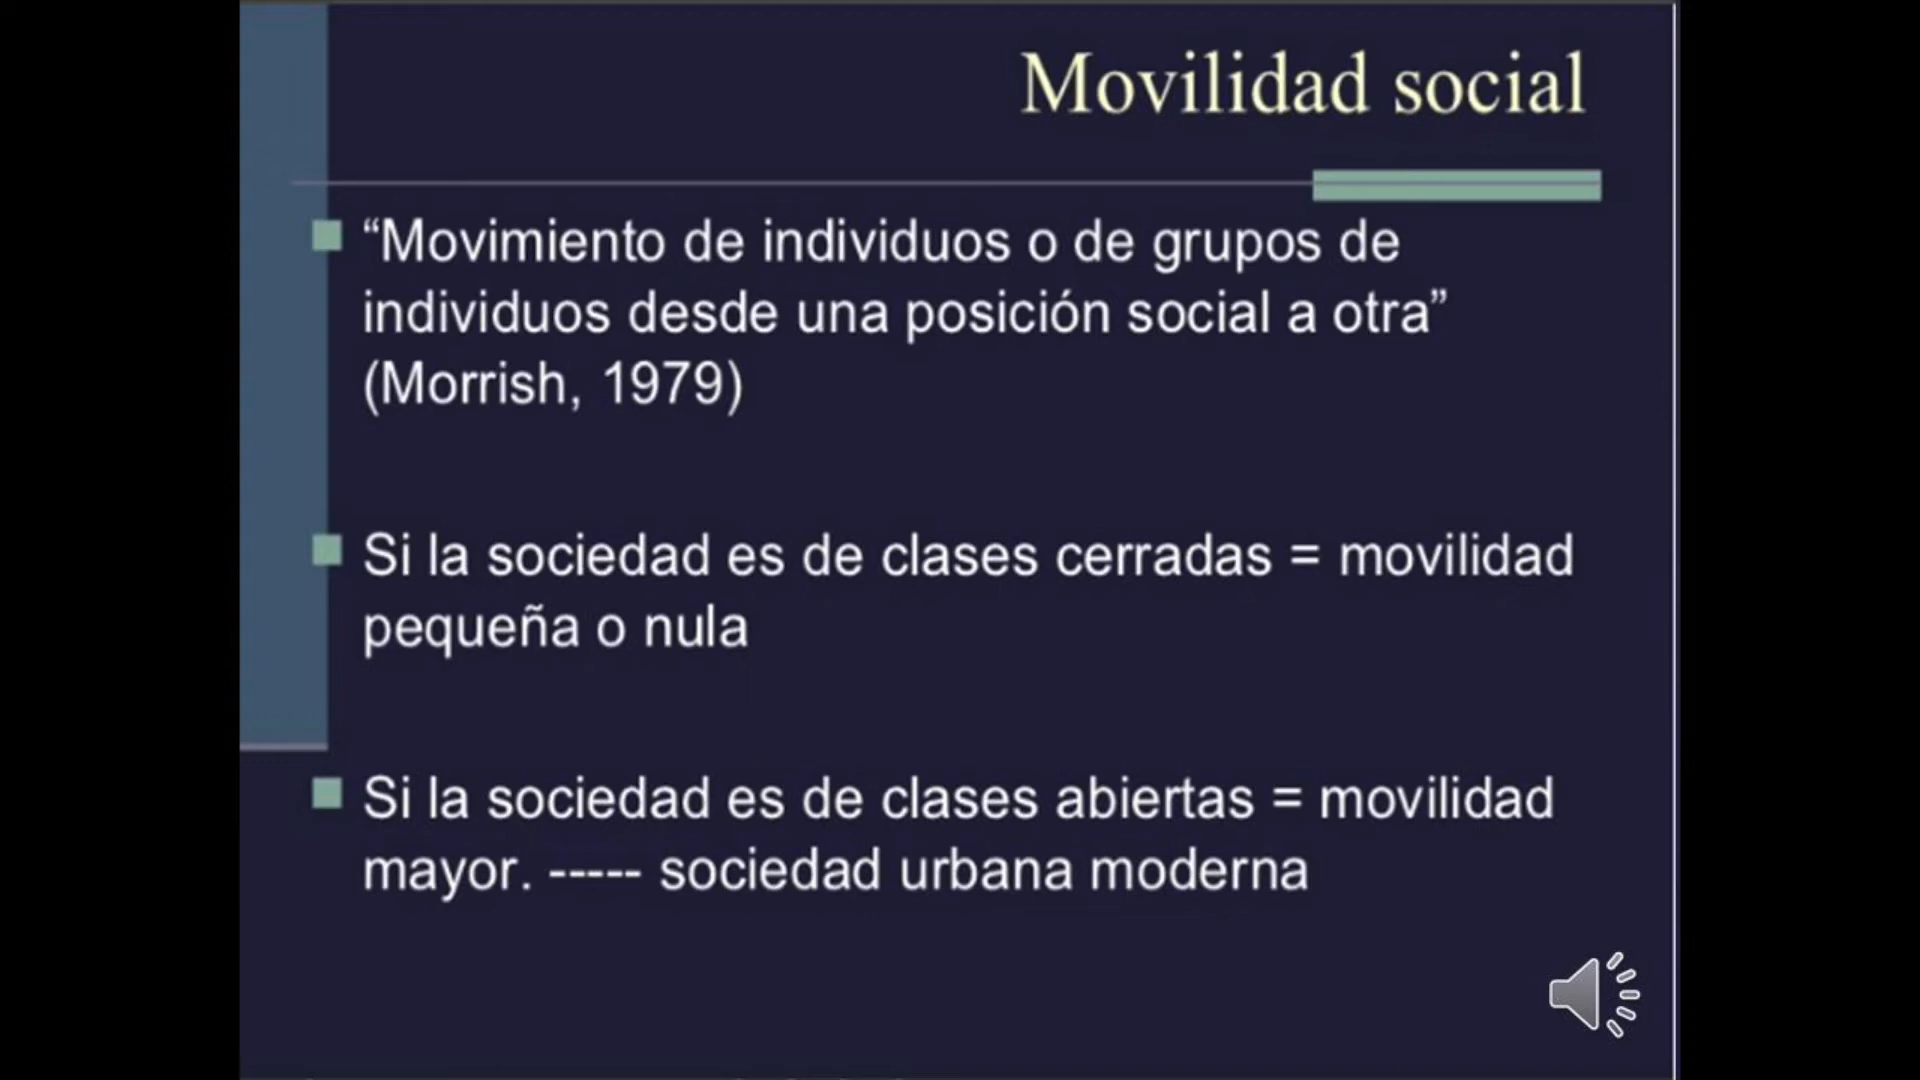 Movilidad social
“Movimiento de individuos o de grupos de
individuos desde una posición social a otra”
(Morrish, 1979)
Si la sociedad es de clases cerradas = movilidad
pequeña o nula
Si la sociedad es de clases abiertas = movilidad
mayor. ----- sociedad urbana moderna